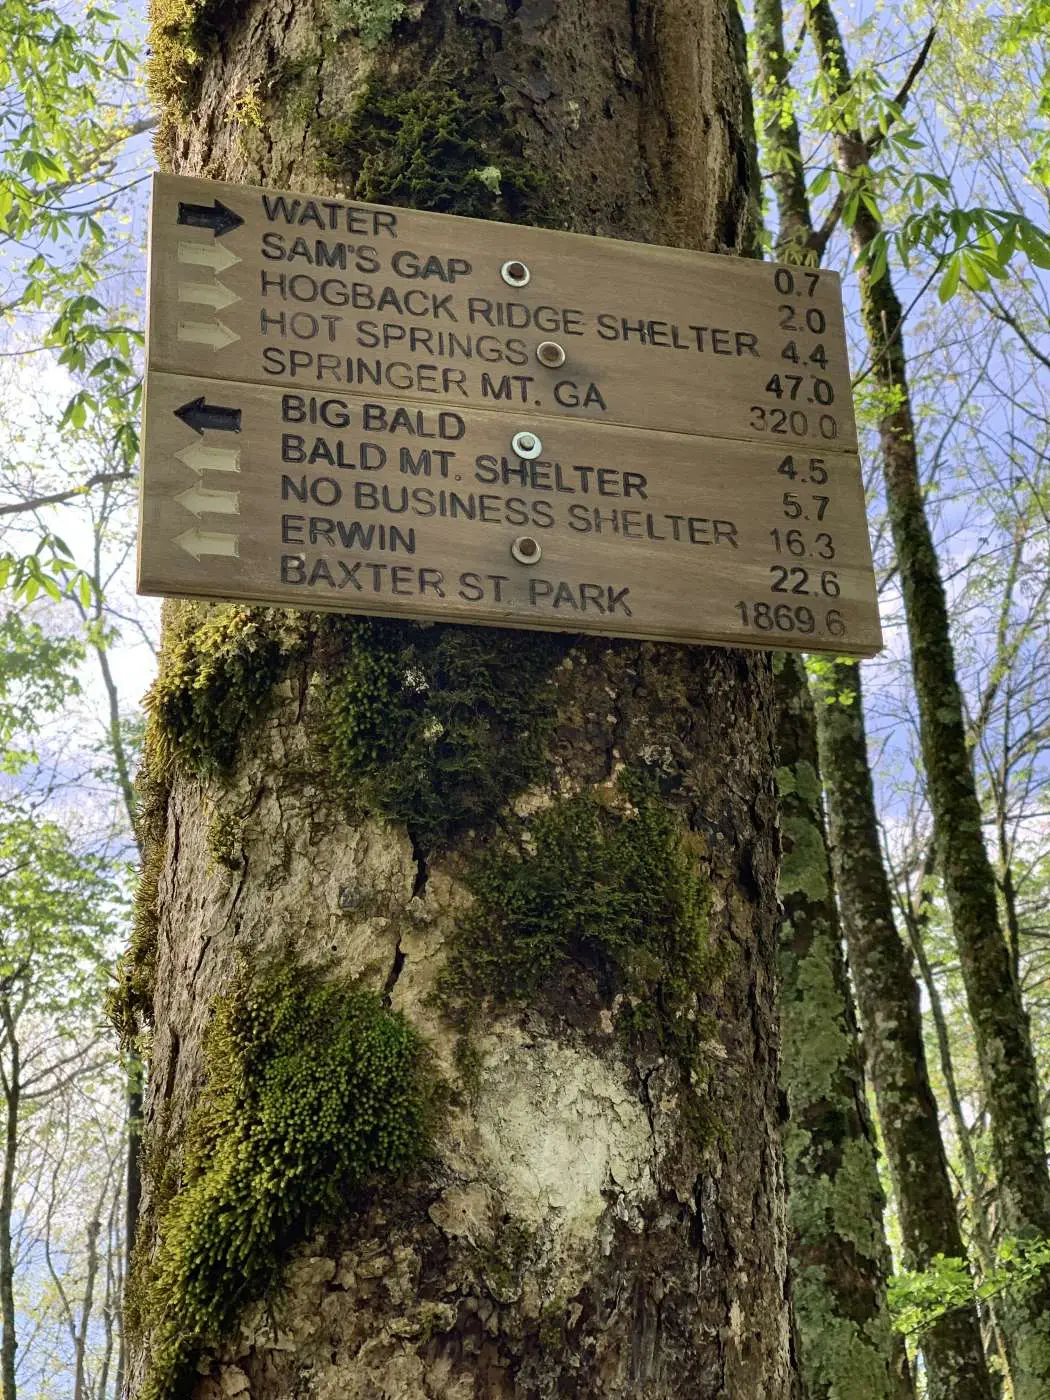 WATER 0.7
SAM'S GAP 2.0
HOGBACK RIDGE SHELTER 4.4
HOT SPRINGS 47.0
SPRINGER MT. GA 320.0
BIG BALD 4.5
BALD MT. SHELTER 5.7
NO BUSINESS SHELTER 16.3
ERWIN 22.6
BAXTER ST. PARK 1869.6